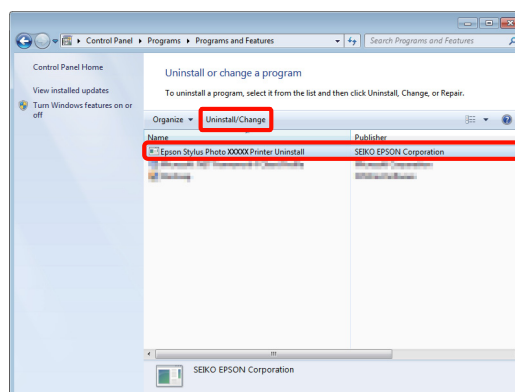 Control Panel
Programs
Programs and Features
Search Programs and Features
Control Panel Home
View installed updates
Turn Windows features on or
off
Uninstall or change a program
To uninstall a program, select it from the list and then click Uninstall, Change, or Repair.
Organize
Uninstall/Change
Name
Publisher
Epson Stylus Photo XXXXX Printer Uninstall
SEIKO EPSON Corporation
SEIKO EPSON Corporation